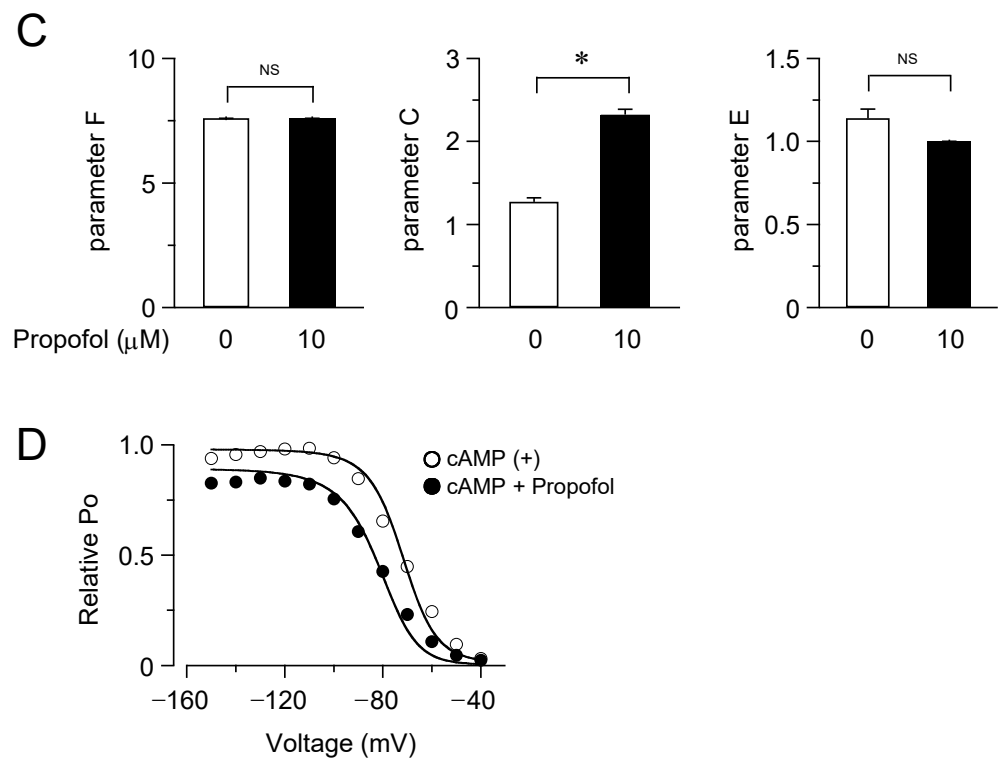 C
10
5
0
parameter F
NS
3
2
1
0
parameter C
*
1.5
1.0
0.5
0
parameter E
NS
Propofol (μM) 0 10 0 10 0 10
D
1.0
0.5
0
Relative Po
cAMP (+)
cAMP + Propofol
−160 −120 −80 −40
Voltage (mV)